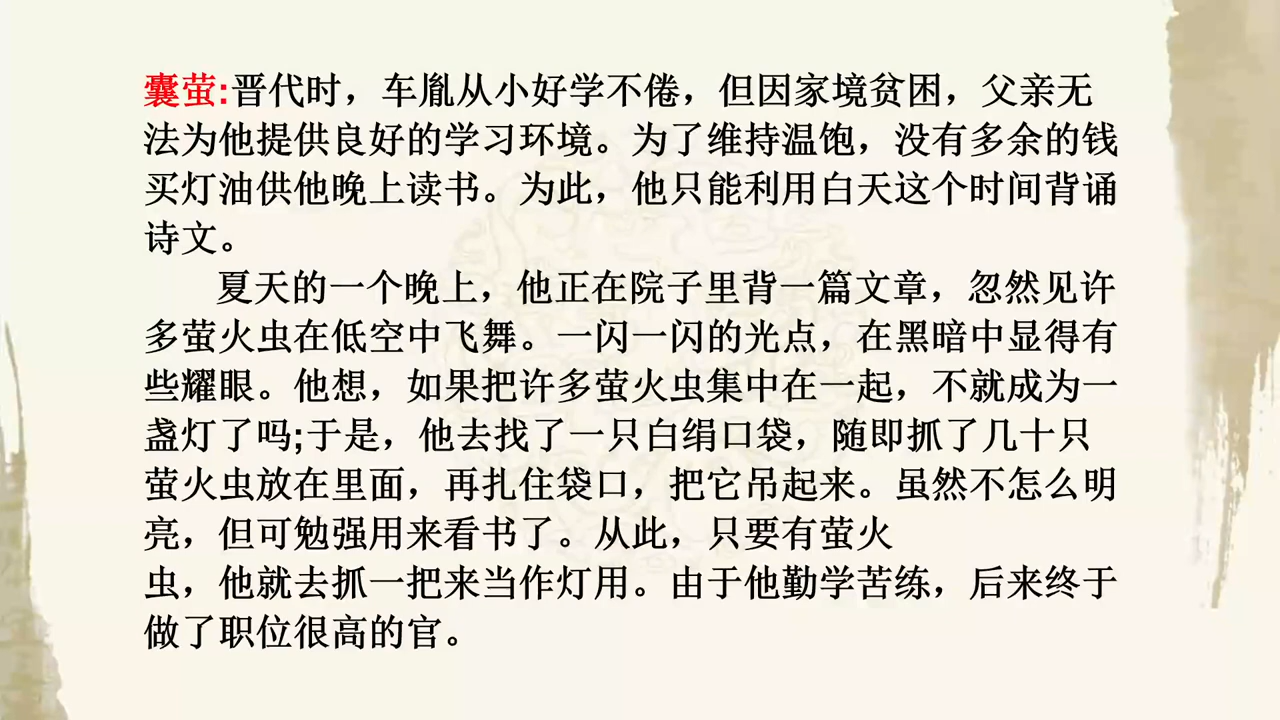 囊萤:晋代时，车胤从小好学不倦，但因家境贫困，父亲无
法为他提供良好的学习环境。为了维持温饱，没有多余的钱
买灯油供他晚上读书。为此，他只能利用白天这个时间背诵
诗文。
夏天的一个晚上，他正在院子里背一篇文章，忽然见许
多萤火虫在低空中飞舞。一闪一闪的光点，在黑暗中显得有
些耀眼。他想，如果把许多萤火虫集中在一起，不就成为一
盏灯了吗;于是，他去找了一只白绢口袋，随即抓了几十只
萤火虫放在里面，再扎住袋口，把它吊起来。虽然不怎么明
亮，但可勉强用来看书了。从此，只要有萤火
虫，他就去抓一把来当作灯用。由于他勤学苦练，后来终于
做了职位很高的官。